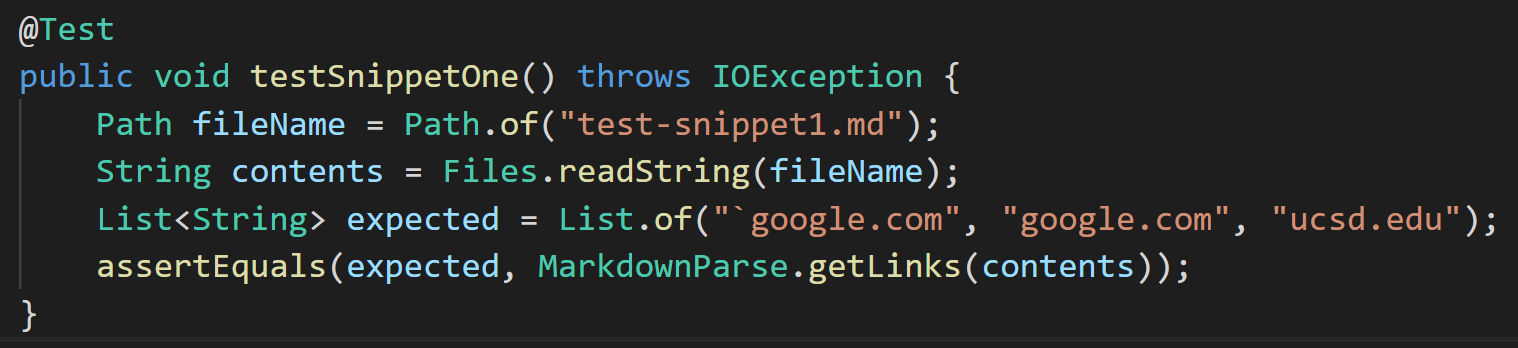 @Test
public void testSnippetOne() throws IOException {
    Path fileName = Path.of("test-snippet1.md");
    String contents = Files.readString(fileName);
    List<String> expected = List.of("`google.com", "google.com", "ucsd.edu");
    assertEquals(expected, MarkdownParse.getLinks(contents));
}